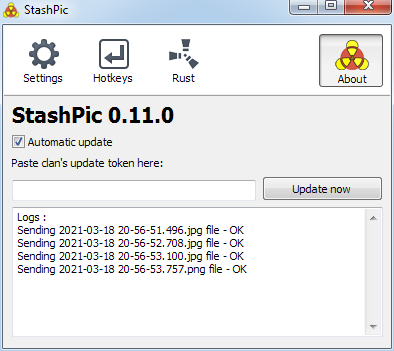 StashPic
Settings
Hotkeys
Rust
About
StashPic 0.11.0
Automatic update
Paste clan's update token here:
Update now
Logs :
Sending 2021-03-18 20-56-51.496.jpg file - OK
Sending 2021-03-18 20-56-52.708.jpg file - OK
Sending 2021-03-18 20-56-53.100.jpg file - OK
Sending 2021-03-18 20-56-53.757.png file - OK